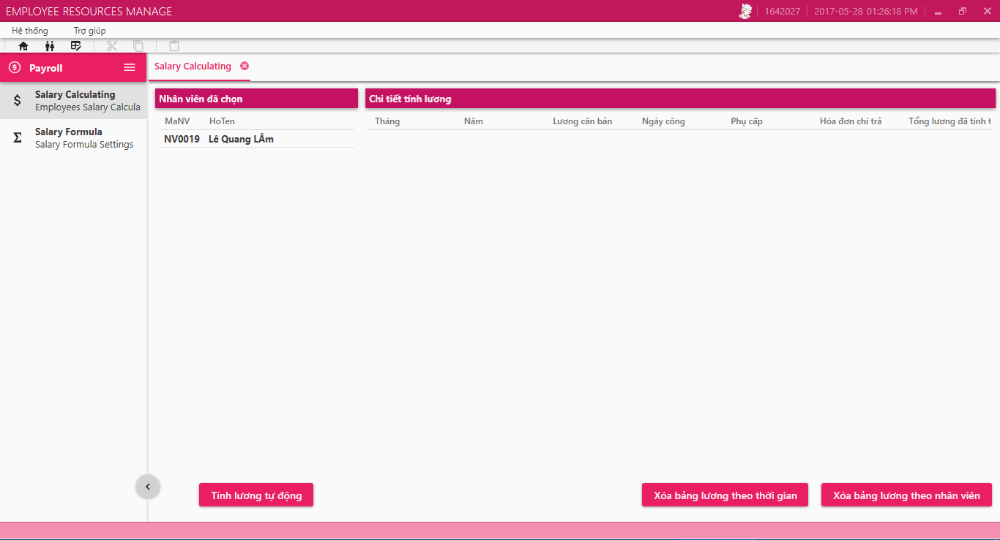 EMPLOYEE RESOURCES MANAGE 1642027 2017-05-28 01:26:18 PM
Hệ thống Trợ giúp
Payroll
Salary Calculating
Employees Salary Calcula
Salary Formula
Salary Formula Settings
Salary Calculating
Nhân viên đã chọn
MaNV HoTen
NV0019 Lê Quang LÂm
Chi tiết tính lương
Tháng Năm Lương căn bản Ngày công Phụ cấp Hóa đơn chi trả Tổng lương đã tính t
Tính lương tự động
Xóa bảng lương theo thời gian
Xóa bảng lương theo nhân viên